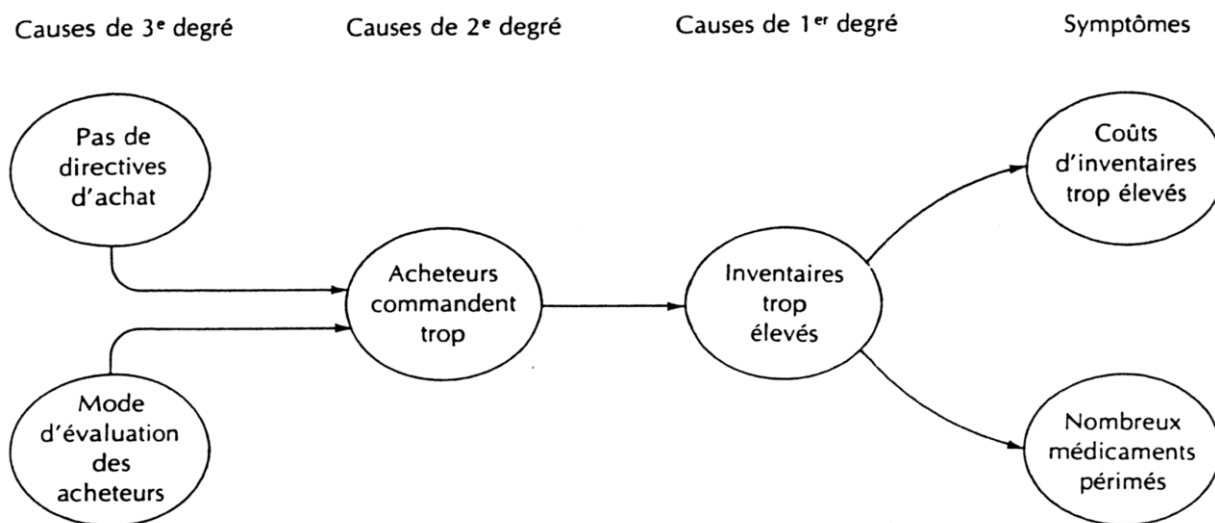 Causes de 3e degré
Causes de 2e degré
Causes de 1er degré
Symptômes
Pas de
directives
d'achat
Mode
d'évaluation
des
acheteurs
Acheteurs
commandent
trop
Inventaires
trop
élevés
Coûts
d'inventaires
trop élevés
Nombreux
médicaments
périmés